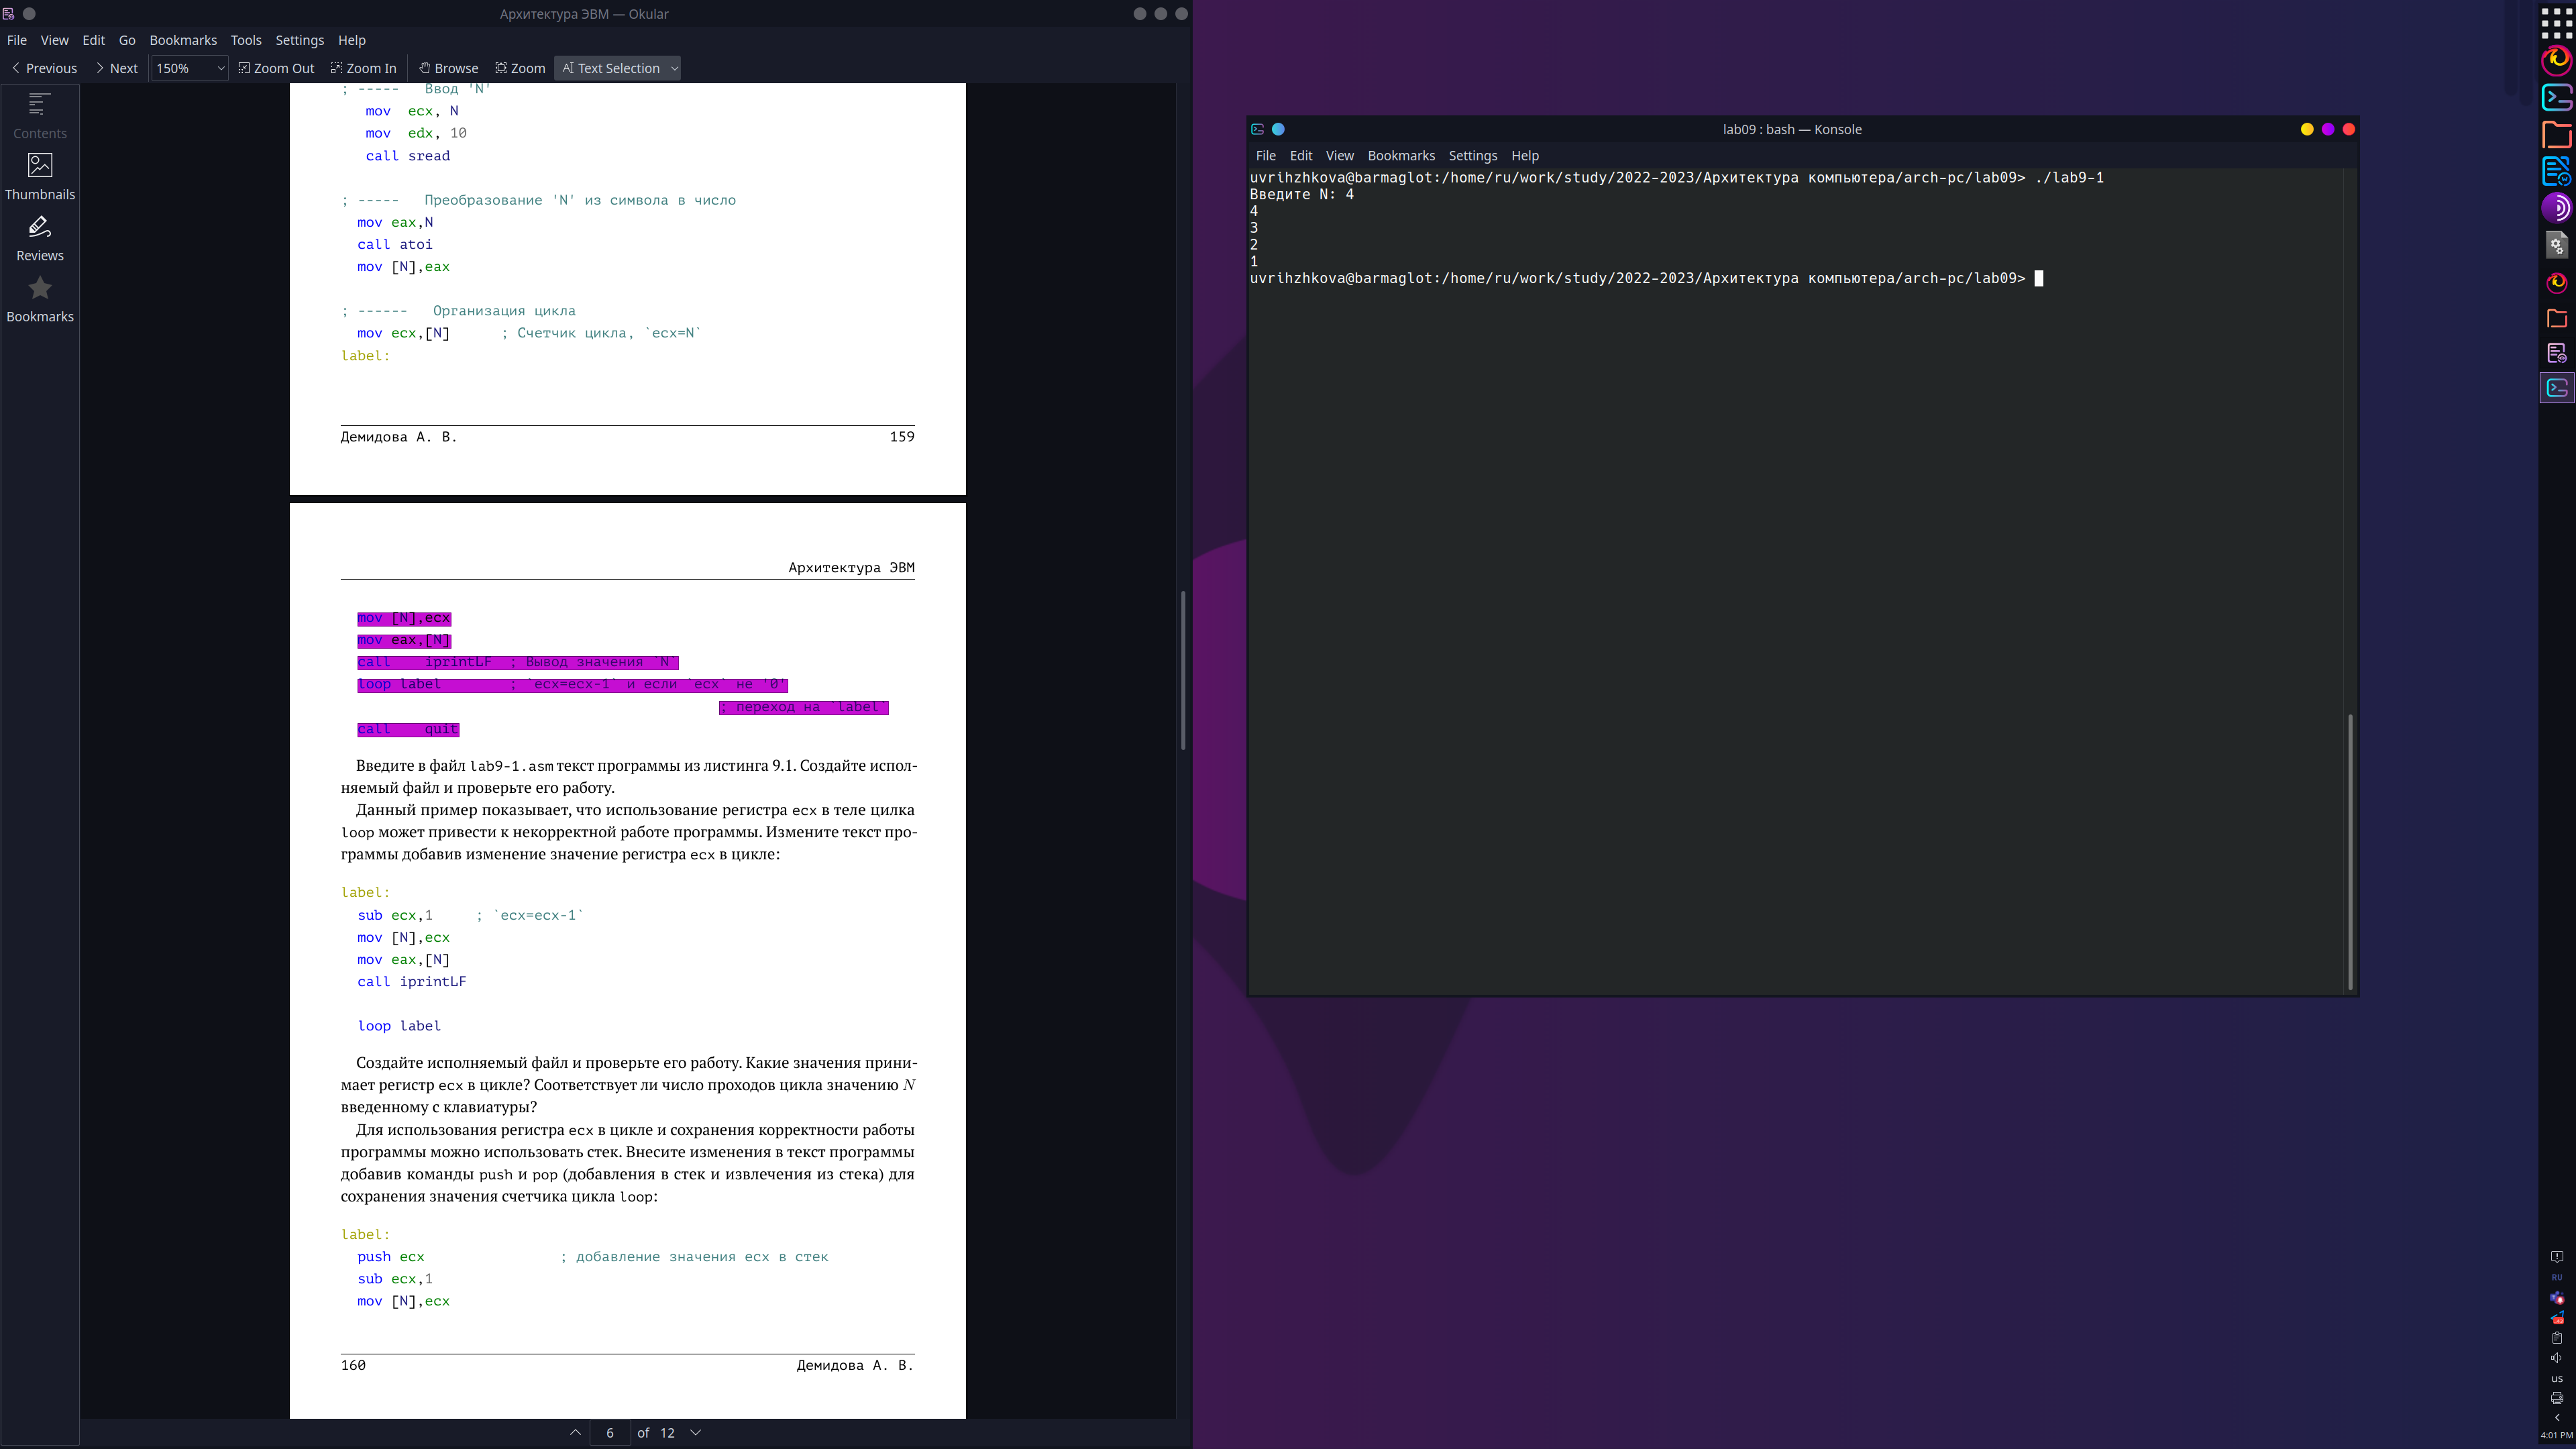 Архитектура ЭВМ — Okular
File View Edit Go Bookmarks Tools Settings Help
Previous Next 150% Zoom Out Zoom In Browse Zoom Text Selection
Contents
Thumbnails
Reviews
Bookmarks
; ----- Ввод 'N'
mov ecx, N
mov edx, 10
call sread
; ----- Преобразование 'N' из символа в число
mov eax,N
call atoi
mov [N],eax
; ------ Организация цикла
mov ecx,[N] ; Счетчик цикла, `ecx=N`
label:
Демидова А. В. 159
Архитектура ЭВМ
mov [N],ecx
mov eax,[N]
call iprintLF ; Вывод значения `N`
loop label ; `ecx=ecx-1` и если `ecx` не '0'
; переход на `label`
call quit
Введите в файл lab9-1.asm текст программы из листинга 9.1. Создайте испол-
няемый файл и проверьте его работу.
Данный пример показывает, что использование регистра ecx в теле цилка
loop может привести к некорректной работе программы. Измените текст про-
граммы добавив изменение значение регистра ecx в цикле:
label:
sub ecx,1 ; `ecx=ecx-1`
mov [N],ecx
mov eax,[N]
call iprintLF
loop label
Создайте исполняемый файл и проверьте его работу. Какие значения прини-
мает регистр ecx в цикле? Соответствует ли число проходов цикла значению N
введенному с клавиатуры?
Для использования регистра ecx в цикле и сохранения корректности работы
программы можно использовать стек. Внесите изменения в текст программы
добавив команды push и pop (добавления в стек и извлечения из стека) для
сохранения значения счетчика цикла loop:
label:
push ecx ; добавление значения ecx в стек
sub ecx,1
mov [N],ecx
160 Демидова А. В.
6 of 12
lab09 : bash — Konsole
File Edit View Bookmarks Settings Help
uvrihzhkova@barmaglot:/home/ru/work/study/2022-2023/Архитектура компьютера/arch-pc/lab09> ./lab9-1
Введите N: 4
4
3
2
1
uvrihzhkova@barmaglot:/home/ru/work/study/2022-2023/Архитектура компьютера/arch-pc/lab09>
RU
us
4:01 PM